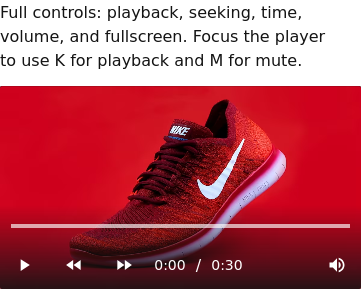 Full controls: playback, seeking, time,
volume, and fullscreen. Focus the player
to use K for playback and M for mute.
NIKE
0:00 / 0:30